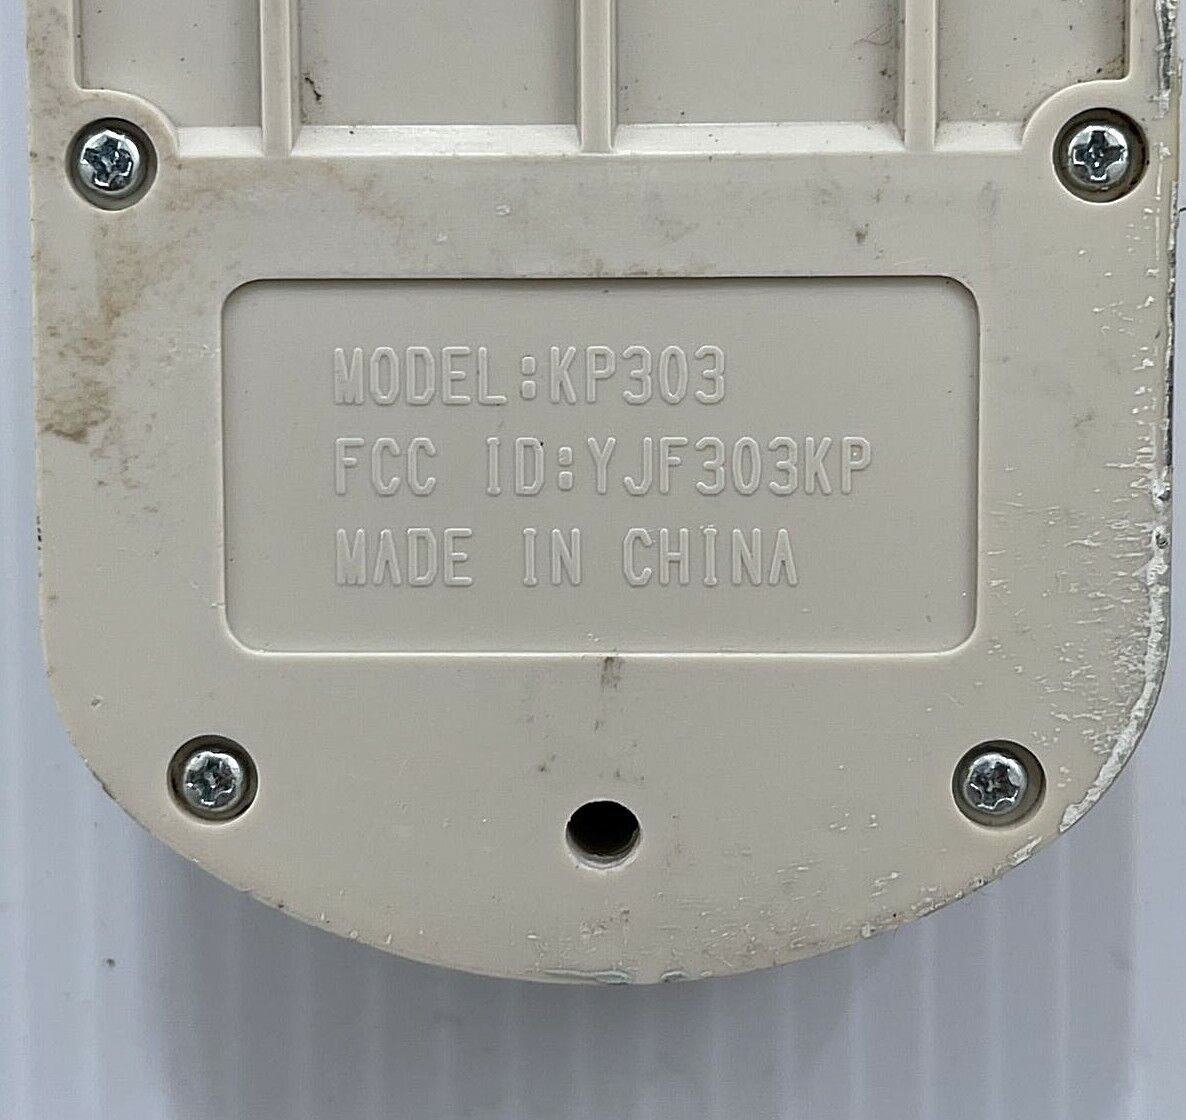 MODEL:KP303
FCC ID:YJF303KP
MADE IN CHINA